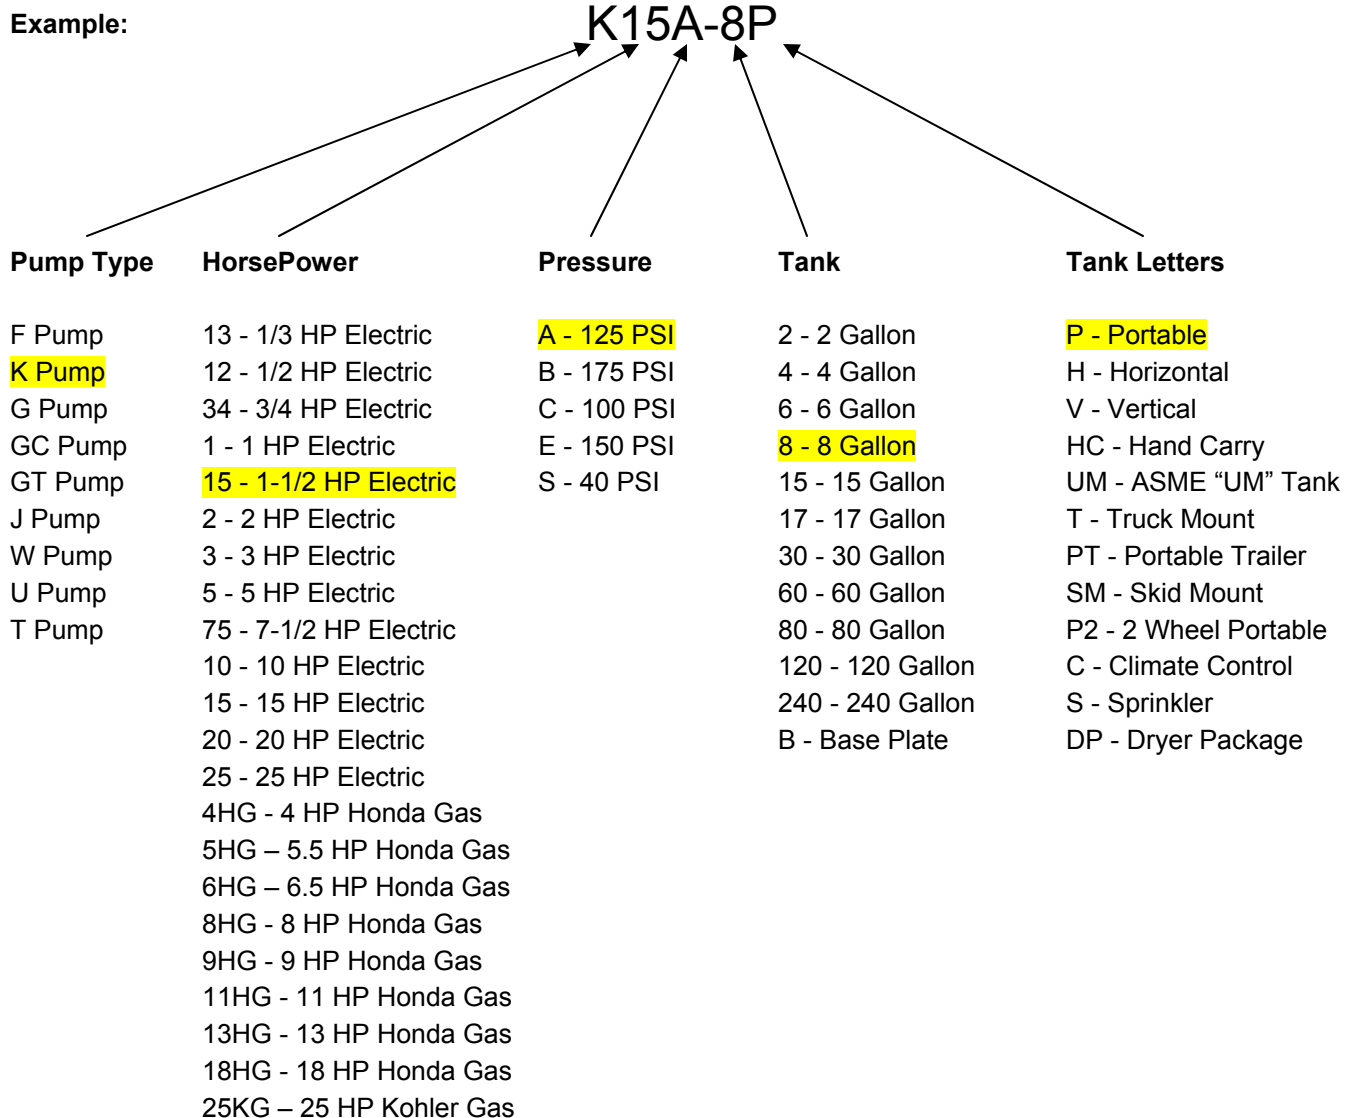 Example: K15A-8P
Pump Type HorsePower Pressure Tank Tank Letters
F Pump 13 - 1/3 HP Electric A - 125 PSI 2 - 2 Gallon P - Portable
K Pump 12 - 1/2 HP Electric B - 175 PSI 4 - 4 Gallon H - Horizontal
G Pump 34 - 3/4 HP Electric C - 100 PSI 6 - 6 Gallon V - Vertical
GC Pump 1 - 1 HP Electric E - 150 PSI 8 - 8 Gallon HC - Hand Carry
GT Pump 15 - 1-1/2 HP Electric S - 40 PSI 15 - 15 Gallon UM - ASME “UM” Tank
J Pump 2 - 2 HP Electric 17 - 17 Gallon T - Truck Mount
W Pump 3 - 3 HP Electric 30 - 30 Gallon PT - Portable Trailer
U Pump 5 - 5 HP Electric 60 - 60 Gallon SM - Skid Mount
T Pump 75 - 7-1/2 HP Electric 80 - 80 Gallon P2 - 2 Wheel Portable
10 - 10 HP Electric 120 - 120 Gallon C - Climate Control
15 - 15 HP Electric 240 - 240 Gallon S - Sprinkler
20 - 20 HP Electric B - Base Plate DP - Dryer Package
25 - 25 HP Electric
4HG - 4 HP Honda Gas
5HG – 5.5 HP Honda Gas
6HG – 6.5 HP Honda Gas
8HG - 8 HP Honda Gas
9HG - 9 HP Honda Gas
11HG - 11 HP Honda Gas
13HG - 13 HP Honda Gas
18HG - 18 HP Honda Gas
25KG – 25 HP Kohler Gas